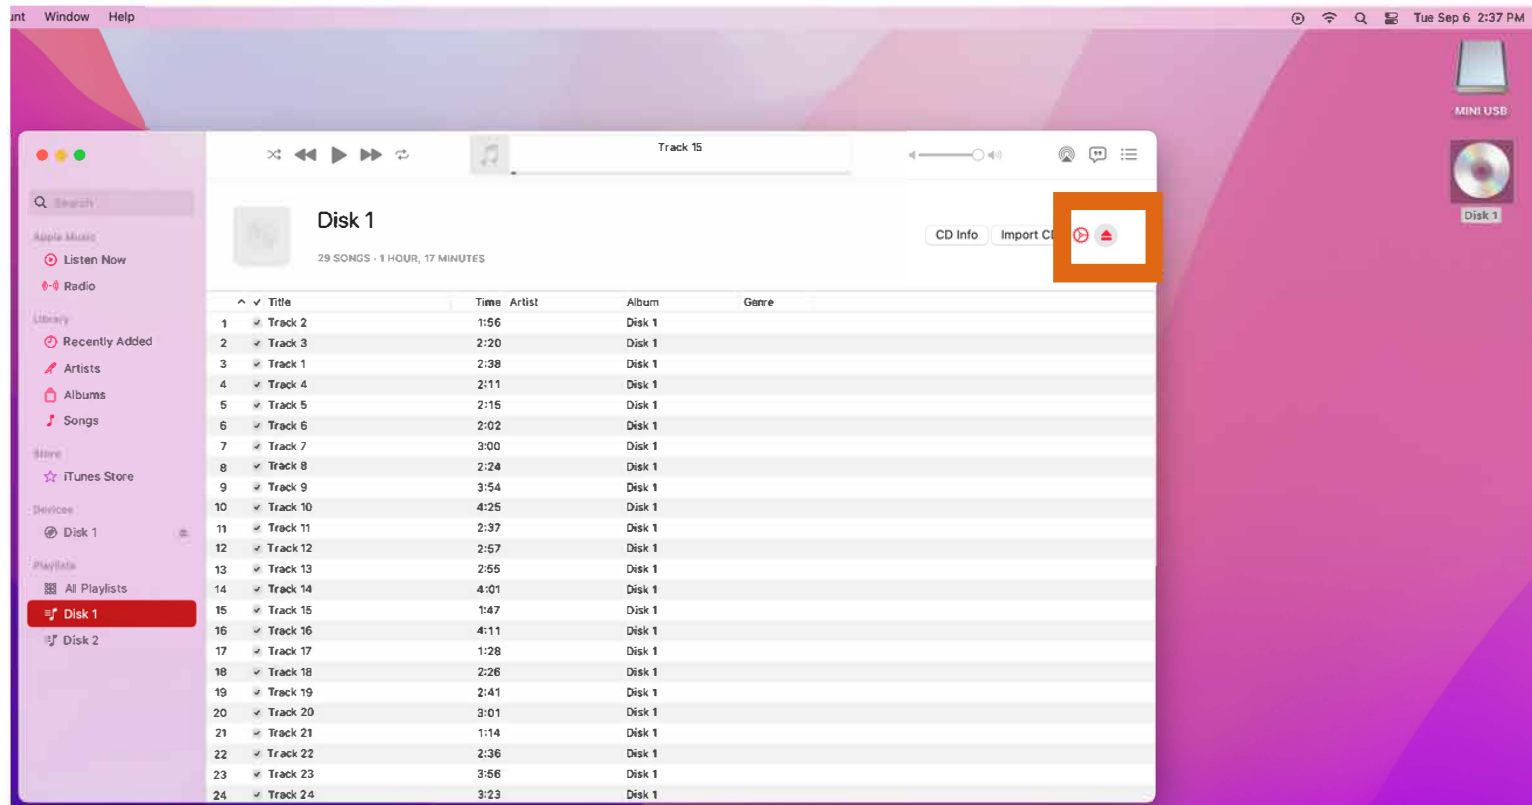 unt Window Help Tue Sep 6 2:37 PM
MINI USB
Disk 1
Track 15
Search
Disk 1
CD Info Import CD
29 SONGS · 1 HOUR, 17 MINUTES
Apple Music
Listen Now
Radio
Library
Recently Added
Artists
Albums
Songs
Store
iTunes Store
Devices
Disk 1
Playlists
All Playlists
Disk 1
Disk 2
Title Time Artist Album Genre
1 Track 2 1:56 Disk 1
2 Track 3 2:20 Disk 1
3 Track 1 2:38 Disk 1
4 Track 4 2:11 Disk 1
5 Track 5 2:15 Disk 1
6 Track 6 2:02 Disk 1
7 Track 7 3:00 Disk 1
8 Track 8 2:24 Disk 1
9 Track 9 3:54 Disk 1
10 Track 10 4:25 Disk 1
11 Track 11 2:37 Disk 1
12 Track 12 2:57 Disk 1
13 Track 13 2:55 Disk 1
14 Track 14 4:01 Disk 1
15 Track 15 1:47 Disk 1
16 Track 16 4:11 Disk 1
17 Track 17 1:28 Disk 1
18 Track 18 2:26 Disk 1
19 Track 19 2:41 Disk 1
20 Track 20 3:01 Disk 1
21 Track 21 1:14 Disk 1
22 Track 22 2:36 Disk 1
23 Track 23 3:56 Disk 1
24 Track 24 3:23 Disk 1